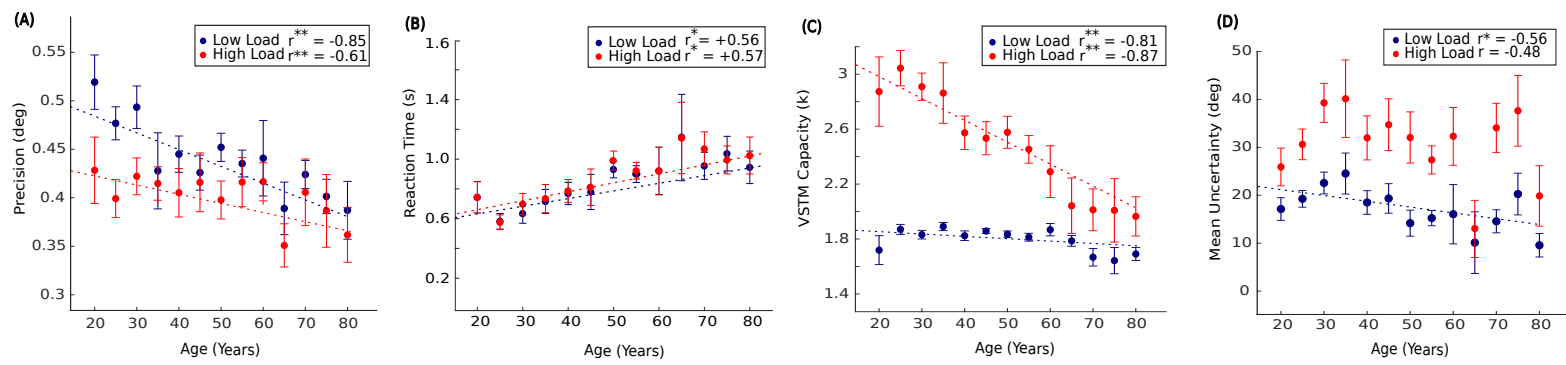 (A)
Low Load r** = -0.85
High Load r** = -0.61
0.55
0.5
0.45
0.4
0.35
0.3
Precision (deg)
20 30 40 50 60 70 80
Age (Years)
(B)
Low Load r* = +0.56
High Load r* = +0.57
1.6
1.4
1.0
0.6
0.2
Reaction Time (s)
20 30 40 50 60 70 80
Age (Years)
(C)
Low Load r** = -0.81
High Load r** = -0.87
3
2.6
2.2
1.8
1.4
VSTM Capacity (k)
20 30 40 50 60 70 80
Age (Years)
(D)
Low Load r* = -0.56
High Load r = -0.48
50
40
30
20
10
0
Mean Uncertainty (deg)
20 30 40 50 60 70 80
Age (Years)